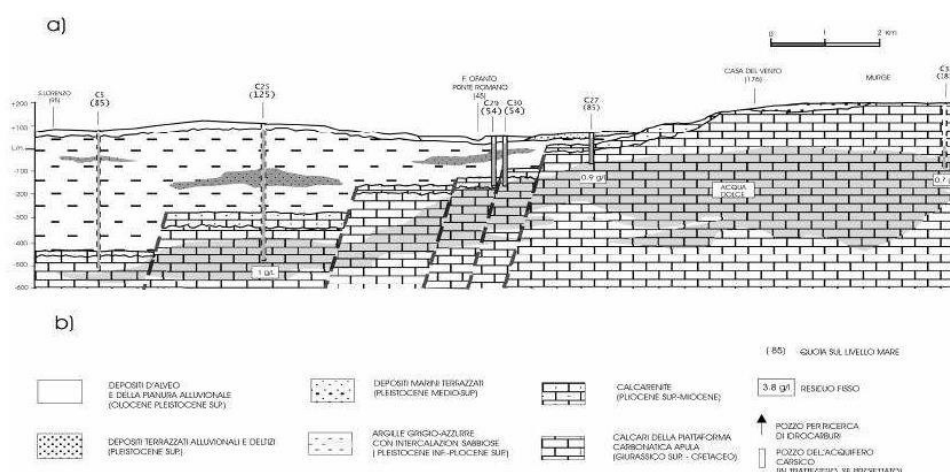 a)
0 1 2 km
S. LORENZO
(95)
C3
(85)
C25
(125)
F. OFANTO
PONTE ROMANO
(45)
C29
(54)
C30
(54)
C27
(85)
CASA DEL VENTO
(176)
MURGE
+200
+100
L.m.
-100
-200
-300
-400
-500
-600
0.9 g/l
ACQUA
DOLCE
1 g/l
b)
(85) QUOTA SUL LIVELLO MARE
DEPOSITI D'ALVEO
E DELLA PIANURA ALLUVIONALE
(OLOCENE PLEISTOCENE SUP.)
DEPOSITI MARINI TERRAZZATI
(PLEISTOCENE MEDIO-SUP.)
CALCARENITE
(PLIOCENE SUP.-MIOCENE)
3.8 g/l RESIDUO FISSO
DEPOSITI TERRAZZATI ALLUVIONALI E DELTIZI
(PLEISTOCENE SUP.)
ARGILLE GRIGIO-AZZURRE
CON INTERCALAZIONI SABBIOSE
(PLEISTOCENE INF.-PLIOCENE SUP.)
CALCARI DELLA PIATTAFORMA
CARBONATICA APULA
(GIURASSICO SUP. - CRETACEO)
POZZO PER RICERCA
DI IDROCARBURI
POZZO DELL'ACQUIFERO
CARSICO